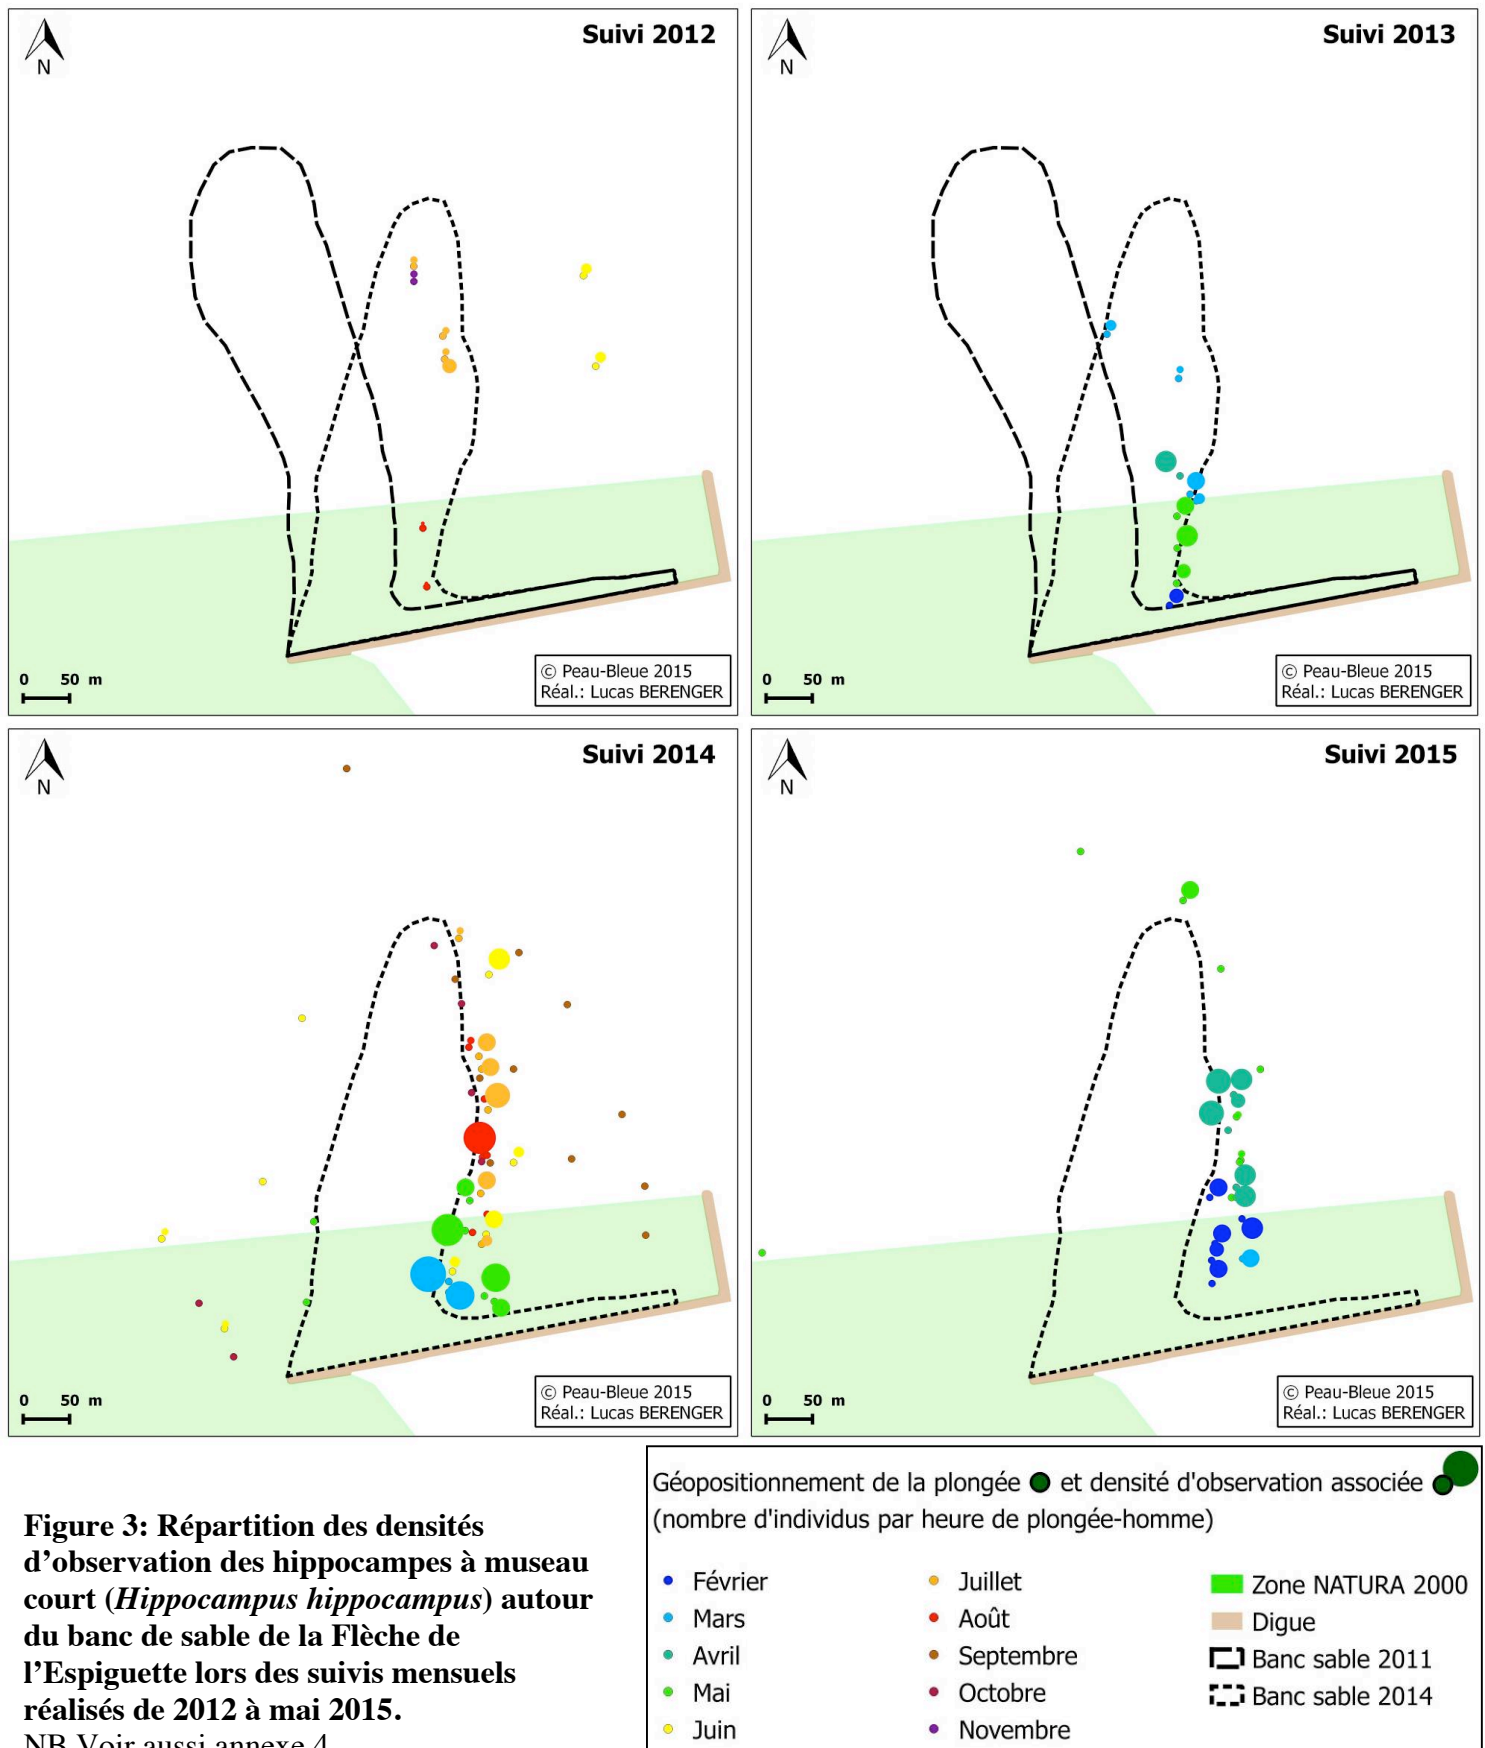 Suivi 2012
N
0 50 m
© Peau-Bleue 2015
Réal.: Lucas BERENGER
Suivi 2013
N
0 50 m
© Peau-Bleue 2015
Réal.: Lucas BERENGER
Suivi 2014
N
0 50 m
© Peau-Bleue 2015
Réal.: Lucas BERENGER
Suivi 2015
N
0 50 m
© Peau-Bleue 2015
Réal.: Lucas BERENGER
Figure 3: Répartition des densités
d'observation des hippocampes à museau
court (Hippocampus hippocampus) autour
du banc de sable de la Flèche de
l'Espiguette lors des suivis mensuels
réalisés de 2012 à mai 2015.
NB Voir aussi annexe 4
Géopositionnement de la plongée et densité d'observation associée
(nombre d'individus par heure de plongée-homme)
Février
Mars
Avril
Mai
Juin
Juillet
Août
Septembre
Octobre
Novembre
Zone NATURA 2000
Digue
Banc sable 2011
Banc sable 2014